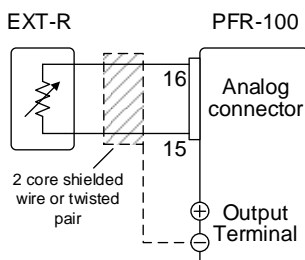 EXT-R
PFR-100
16
Analog
connector
15
2 core shielded
wire or twisted
pair
+
Output
Terminal
-